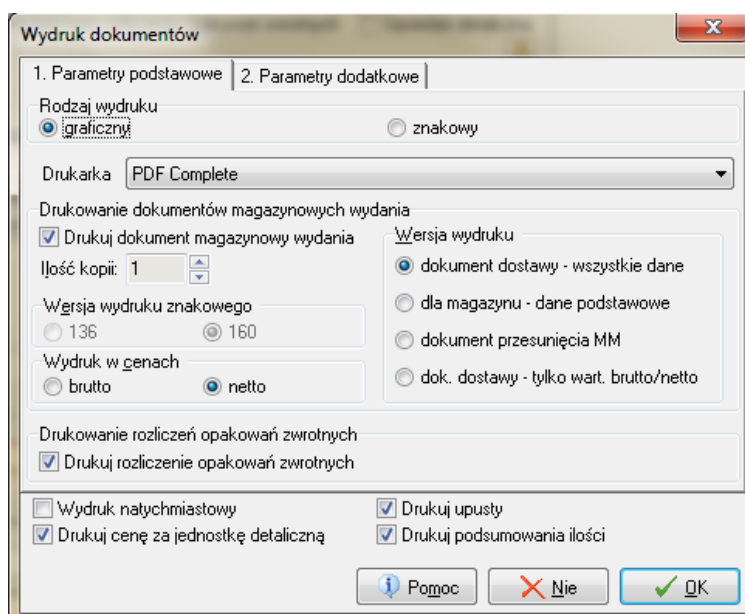 Wydruk dokumentów
1. Parametry podstawowe
2. Parametry dodatkowe
Rodzaj wydruku
graficzny
znakowy
Drukarka
PDF Complete
Drukowanie dokumentów magazynowych wydania
Drukuj dokument magazynowy wydania
Ilość kopii:
1
Wersja wydruku znakowego
136
160
Wydruk w cenach
brutto
netto
Wersja wydruku
dokument dostawy - wszystkie dane
dla magazynu - dane podstawowe
dokument przesunięcia MM
dok. dostawy - tylko wart. brutto/netto
Drukowanie rozliczeń opakowań zwrotnych
Drukuj rozliczenie opakowań zwrotnych
Wydruk natychmiastowy
Drukuj upusty
Drukuj cenę za jednostkę detaliczną
Drukuj podsumowania ilości
Pomoc
Nie
OK